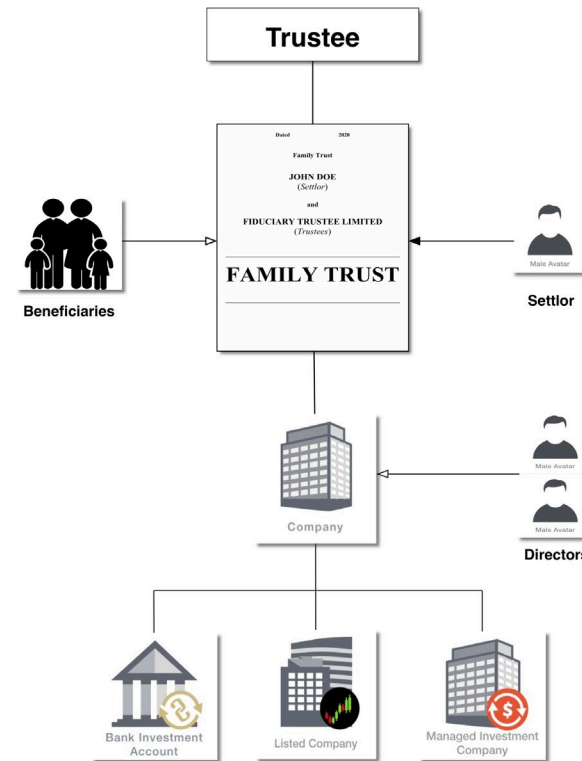 Trustee
Dated 2020
Family Trust
JOHN DOE
(Settlor)
and
FIDUCIARY TRUSTEE LIMITED
(Trustees)
FAMILY TRUST
Beneficiaries
Male Avatar
Settlor
Company
Male Avatar
Male Avatar
Directors
Bank Investment
Account
Listed Company
Managed Investment
Company